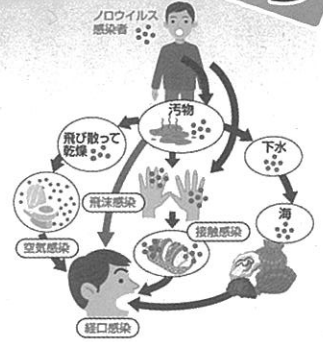 ノロウイルス
感染者
汚物
飛び散って
乾燥
下水
飛沫感染
海
接触感染
空気感染
経口感染